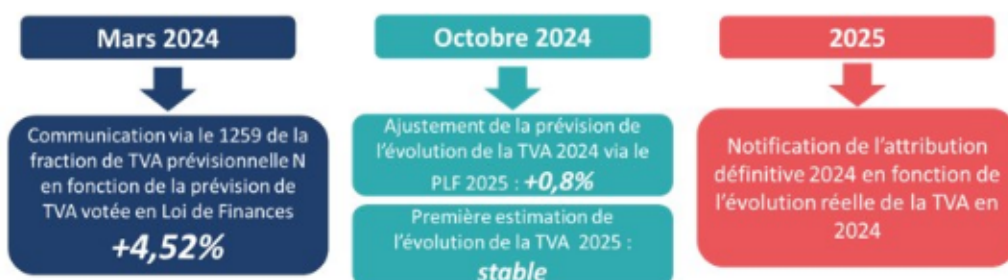 Mars 2024
Communication via le 1259 de la
fraction de TVA prévisionnelle N
en fonction de la prévision de
TVA votée en Loi de Finances
+4,52%
Octobre 2024
Ajustement de la prévision de
l'évolution de la TVA 2024 via le
PLF 2025 : +0,8%
Première estimation de
l'évolution de la TVA 2025 :
stable
2025
Notification de l'attribution
définitive 2024 en fonction de
l'évolution réelle de la TVA en
2024